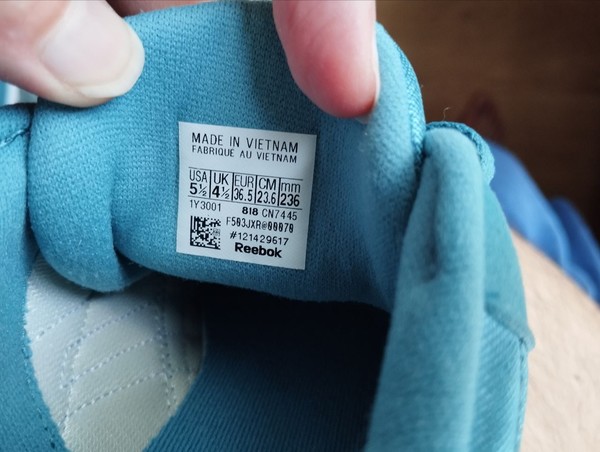 MADE IN VIETNAM
FABRIQUE AU VIETNAM
USA UK EUR CM mm
5½ 4½ 36.5 23.6 236
1Y3001 818 CN7445
F503JXR@00070
#121429617
Reebok